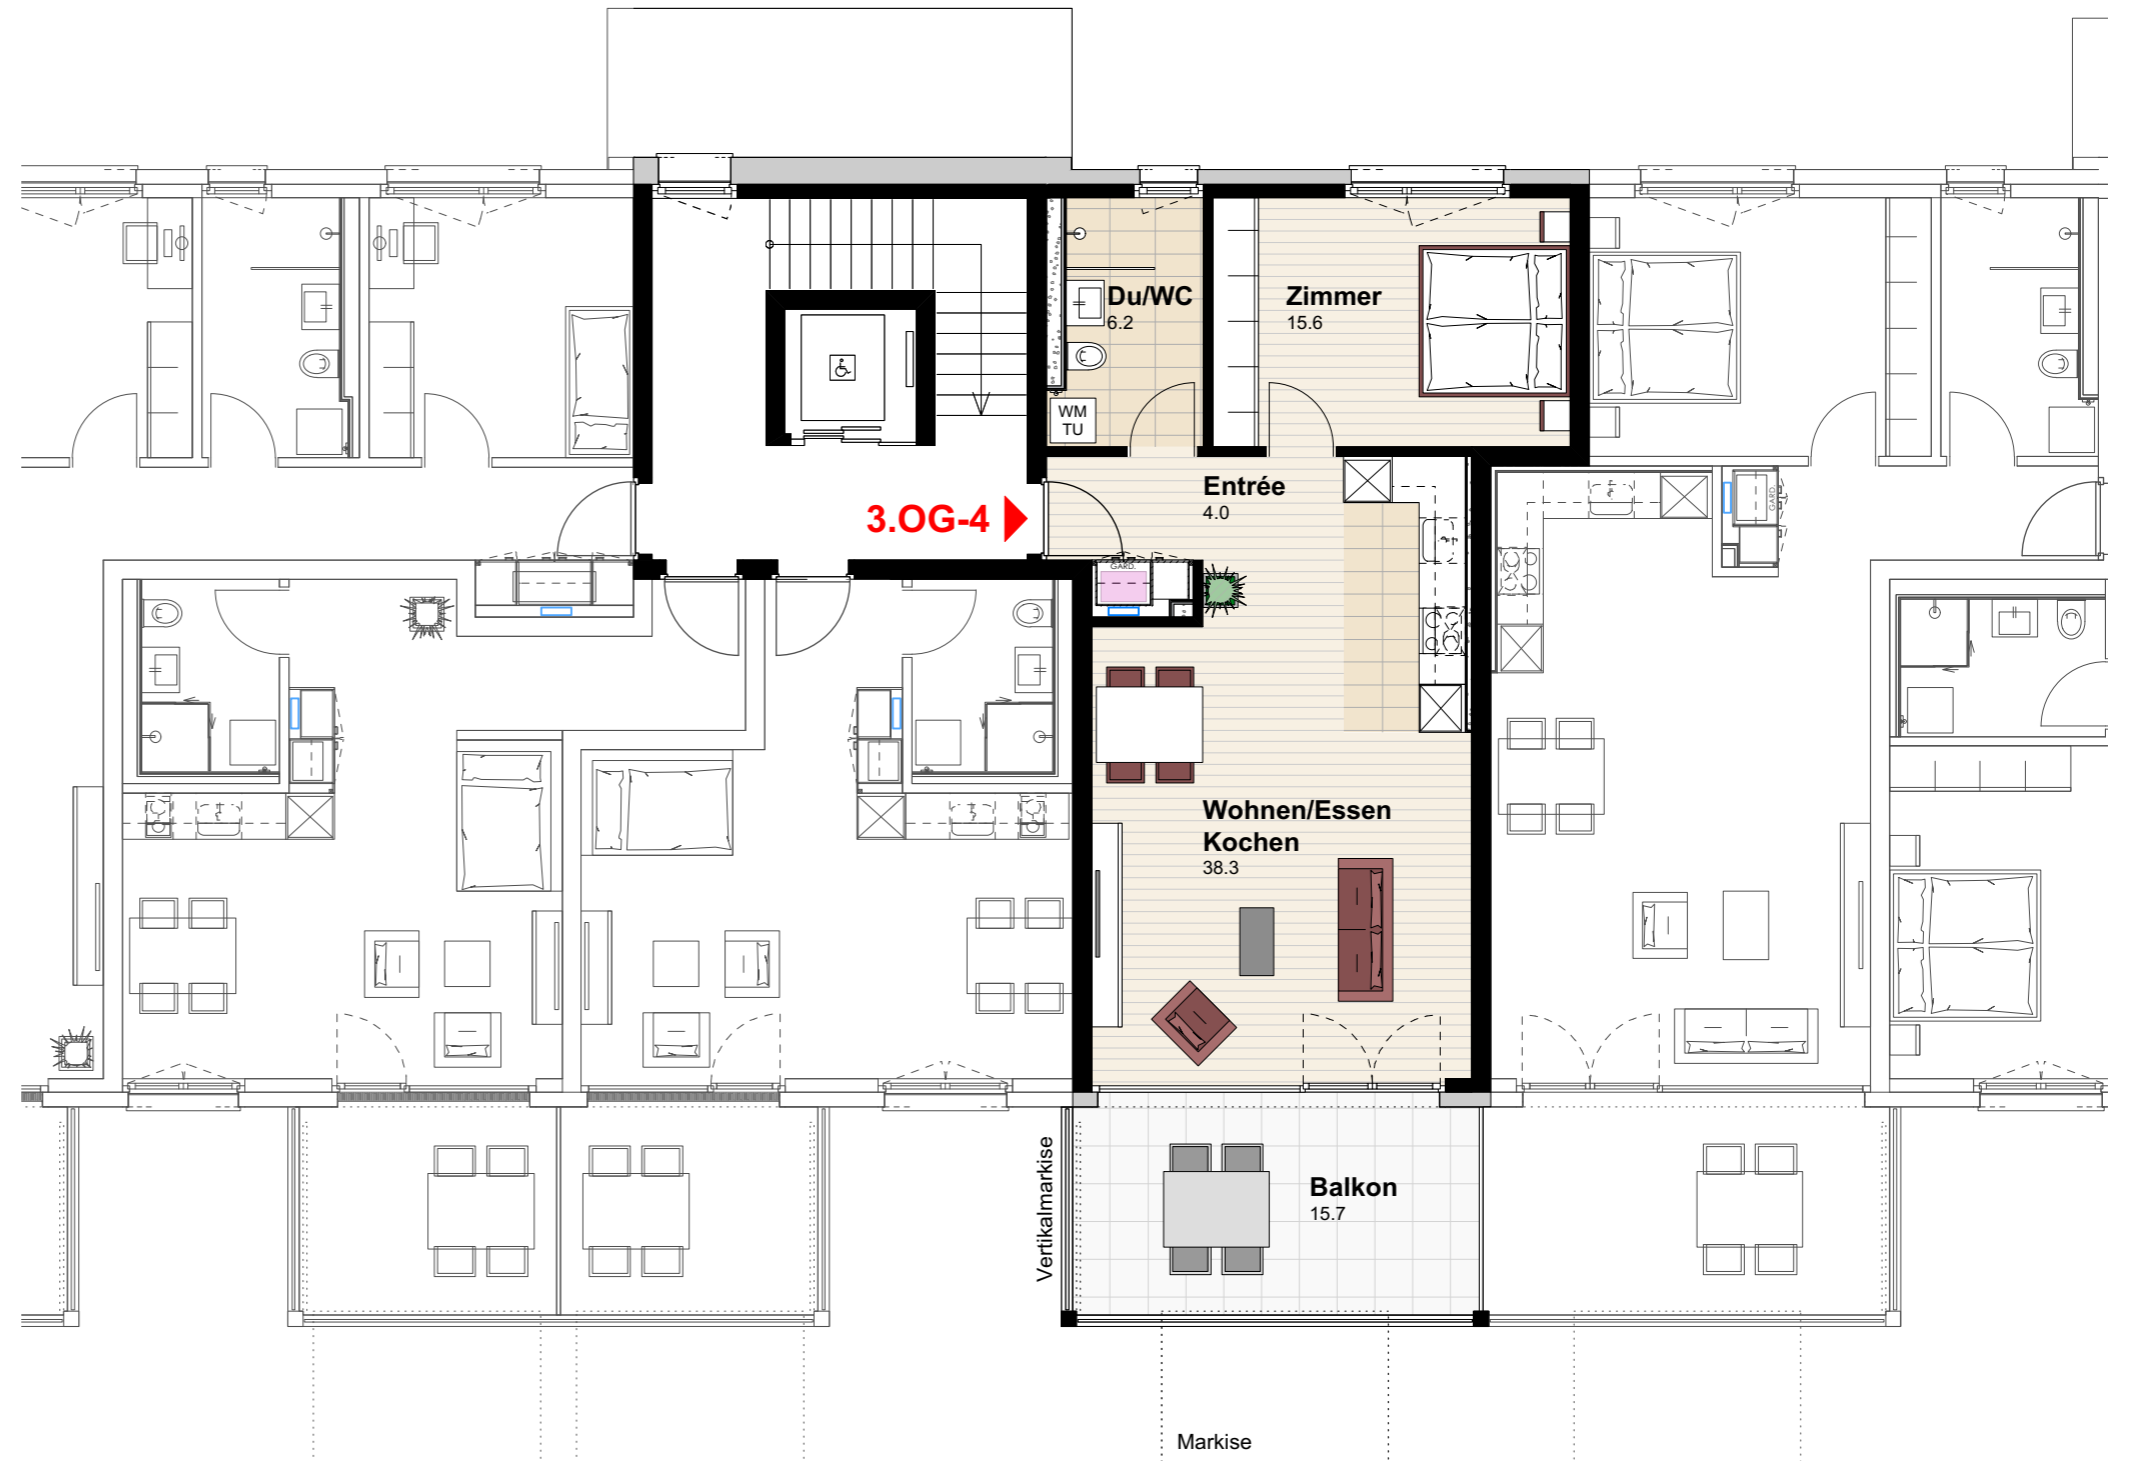 Du/WC
6.2
Zimmer
15.6
WM
TU
Entrée
4.0
3.OG-4
GARD.
GARD.
Wohnen/Essen
Kochen
38.3
Vertikalmarkise
Balkon
15.7
Markise